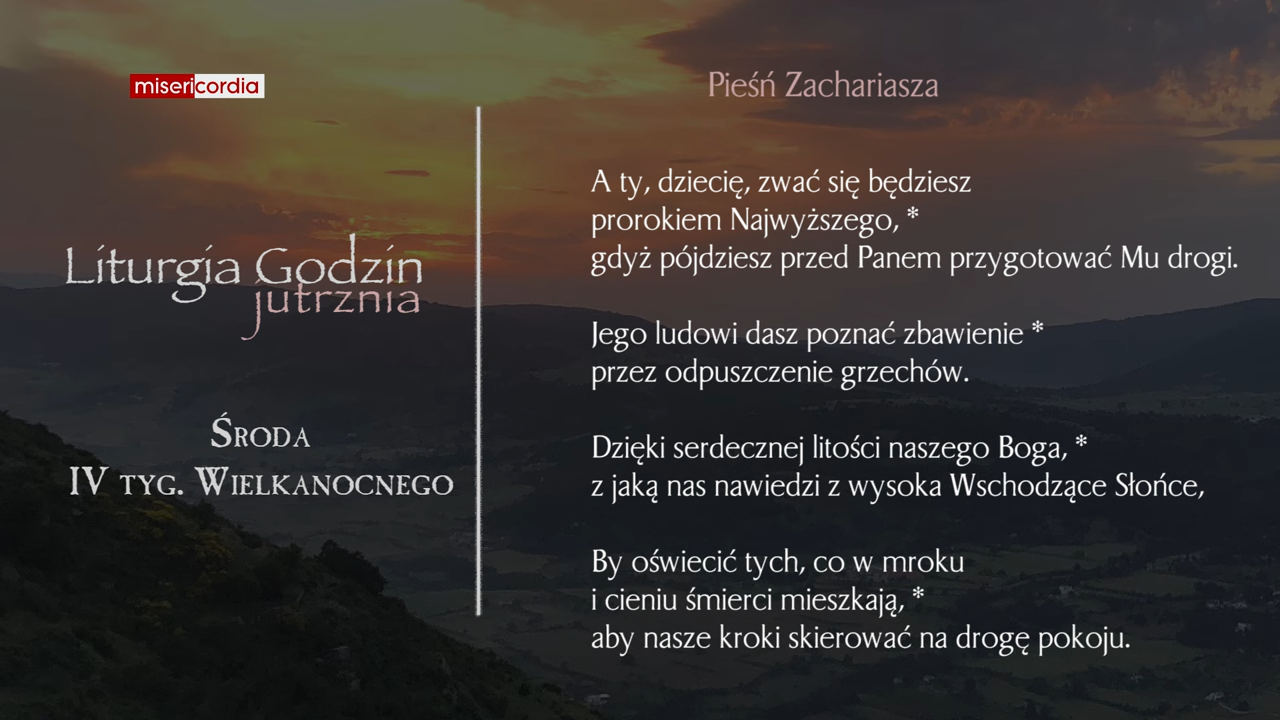 misericordia
Liturgia Godzin
jutrznia
Środa
IV tyg. Wielkanocnego
Pieśń Zachariasza
A ty, dziecię, zwać się będziesz
prorokiem Najwyższego, *
gdyż pójdziesz przed Panem przygotować Mu drogi.
Jego ludowi dasz poznać zbawienie *
przez odpuszczenie grzechów.
Dzięki serdecznej litości naszego Boga, *
z jaką nas nawiedzi z wysoka Wschodzące Słońce,
By oświecić tych, co w mroku
i cieniu śmierci mieszkają, *
aby nasze kroki skierować na drogę pokoju.